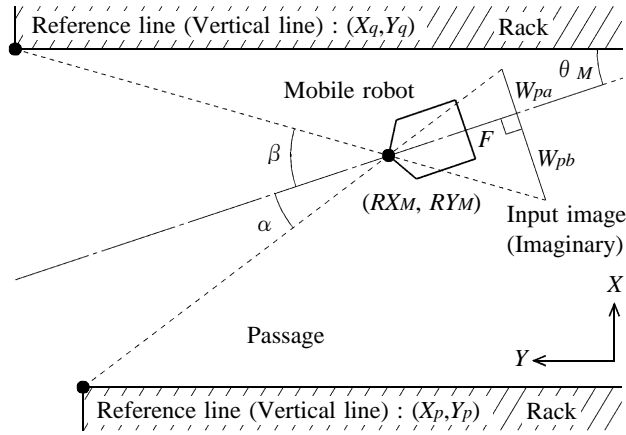 Reference line (Vertical line) : (Xq,Yq) Rack
θM
Mobile robot
Wpa
F
β
Wpb
(RXM, RYM)
α
Input image
(Imaginary)
X
Passage
Y
Reference line (Vertical line) : (Xp,Yp) Rack